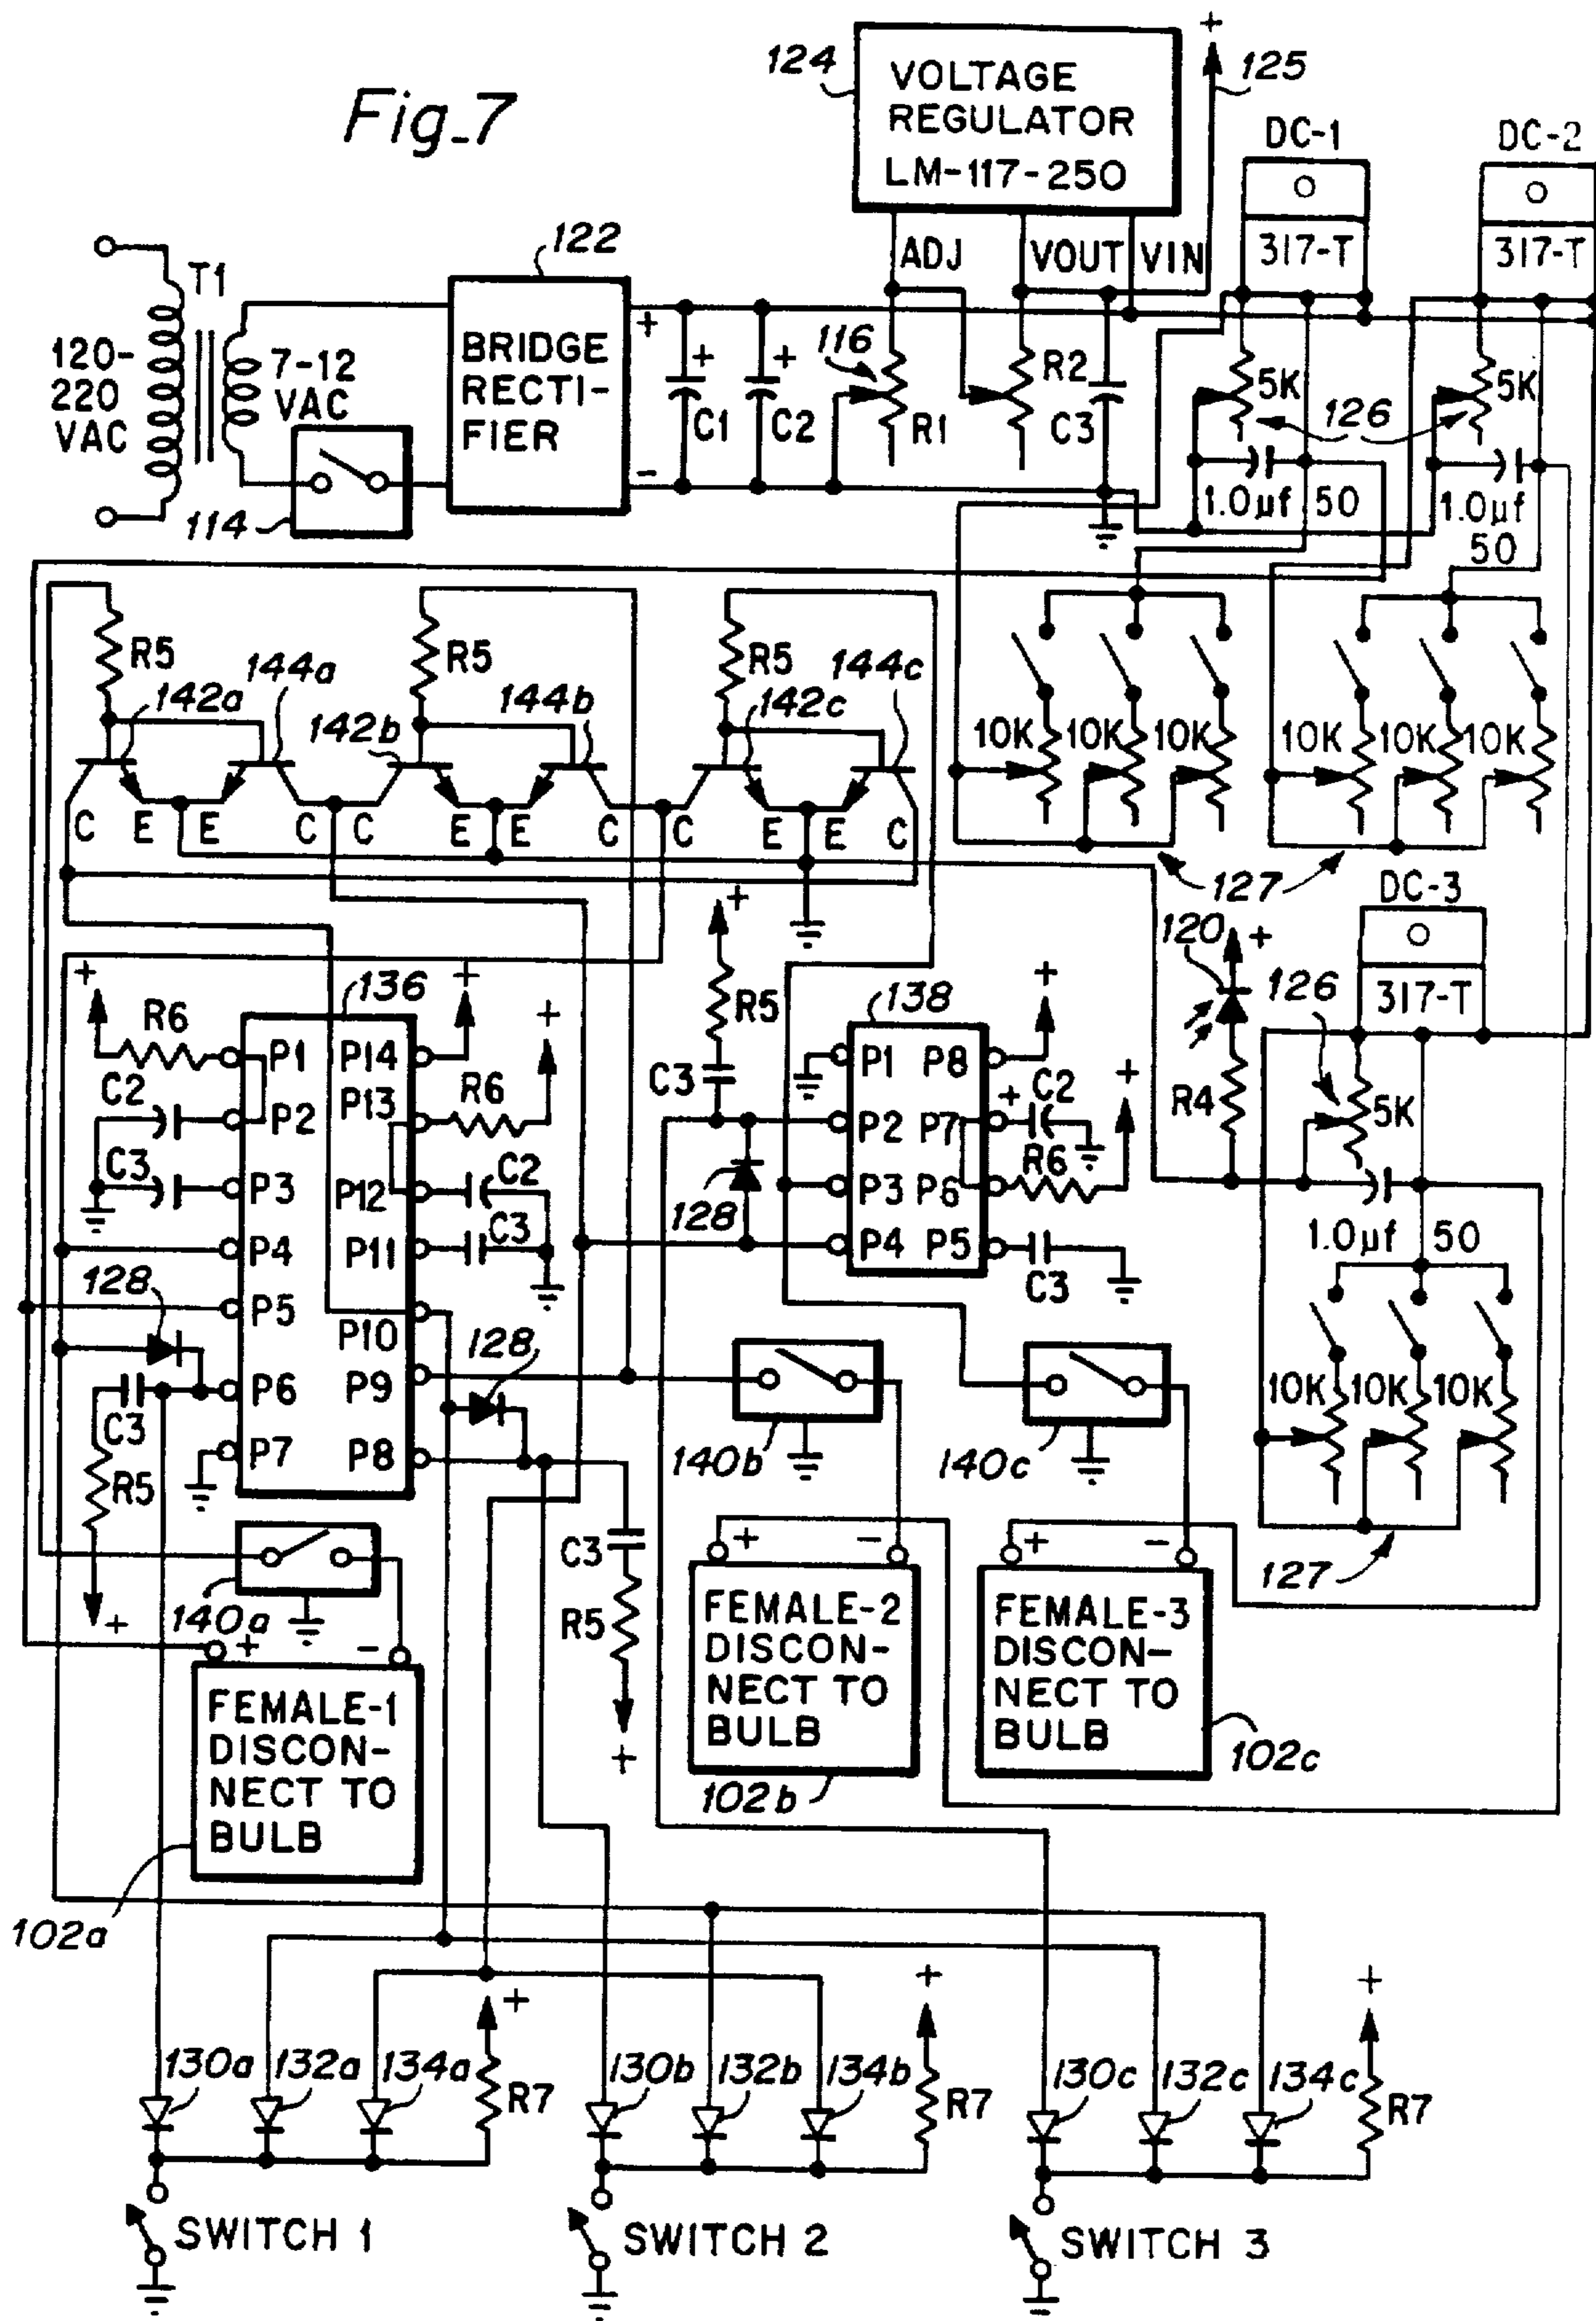 Fig_7
124
VOLTAGE
REGULATOR
LM-117-250
+
125
DC-1
DC-2
317-T
317-T
ADJ
VOUT
VIN
T1
120-
220
VAC
7-12
VAC
114
122
BRIDGE
RECTI-
FIER
+
-
+
C1
+
C2
116
R1
R2
C3
5K
126
5K
1.0µf 50
1.0µf
50
R5
142a
144a
R5
142b
144b
R5
142c
144c
C E E C C E E C C E E C
10K 10K 10K
10K 10K 10K
127
DC-3
317-T
120
+
126
5K
R4
1.0µf 50
10K 10K 10K
127
+
R6
C2
C3
136
P1 P14
P2 P13
P3 P12
P4 P11
P5 P10
P6 P9
P7 P8
+
R6
+
C2
C3
128
C3
R5
+
128
+
R5
C3
128
138
P1 P8
P2 P7
P3 P6
P4 P5
+
+
C2
R6
+
C3
140a
140b
140c
C3
R5
+
+ -
FEMALE-1
DISCON-
NECT TO
BULB
102a
+ -
FEMALE-2
DISCON-
NECT TO
BULB
102b
+ -
FEMALE-3
DISCON-
NECT TO
BULB
102c
130a 132a 134a
+
R7
130b 132b 134b
+
R7
130c 132c 134c
+
R7
SWITCH 1
SWITCH 2
SWITCH 3